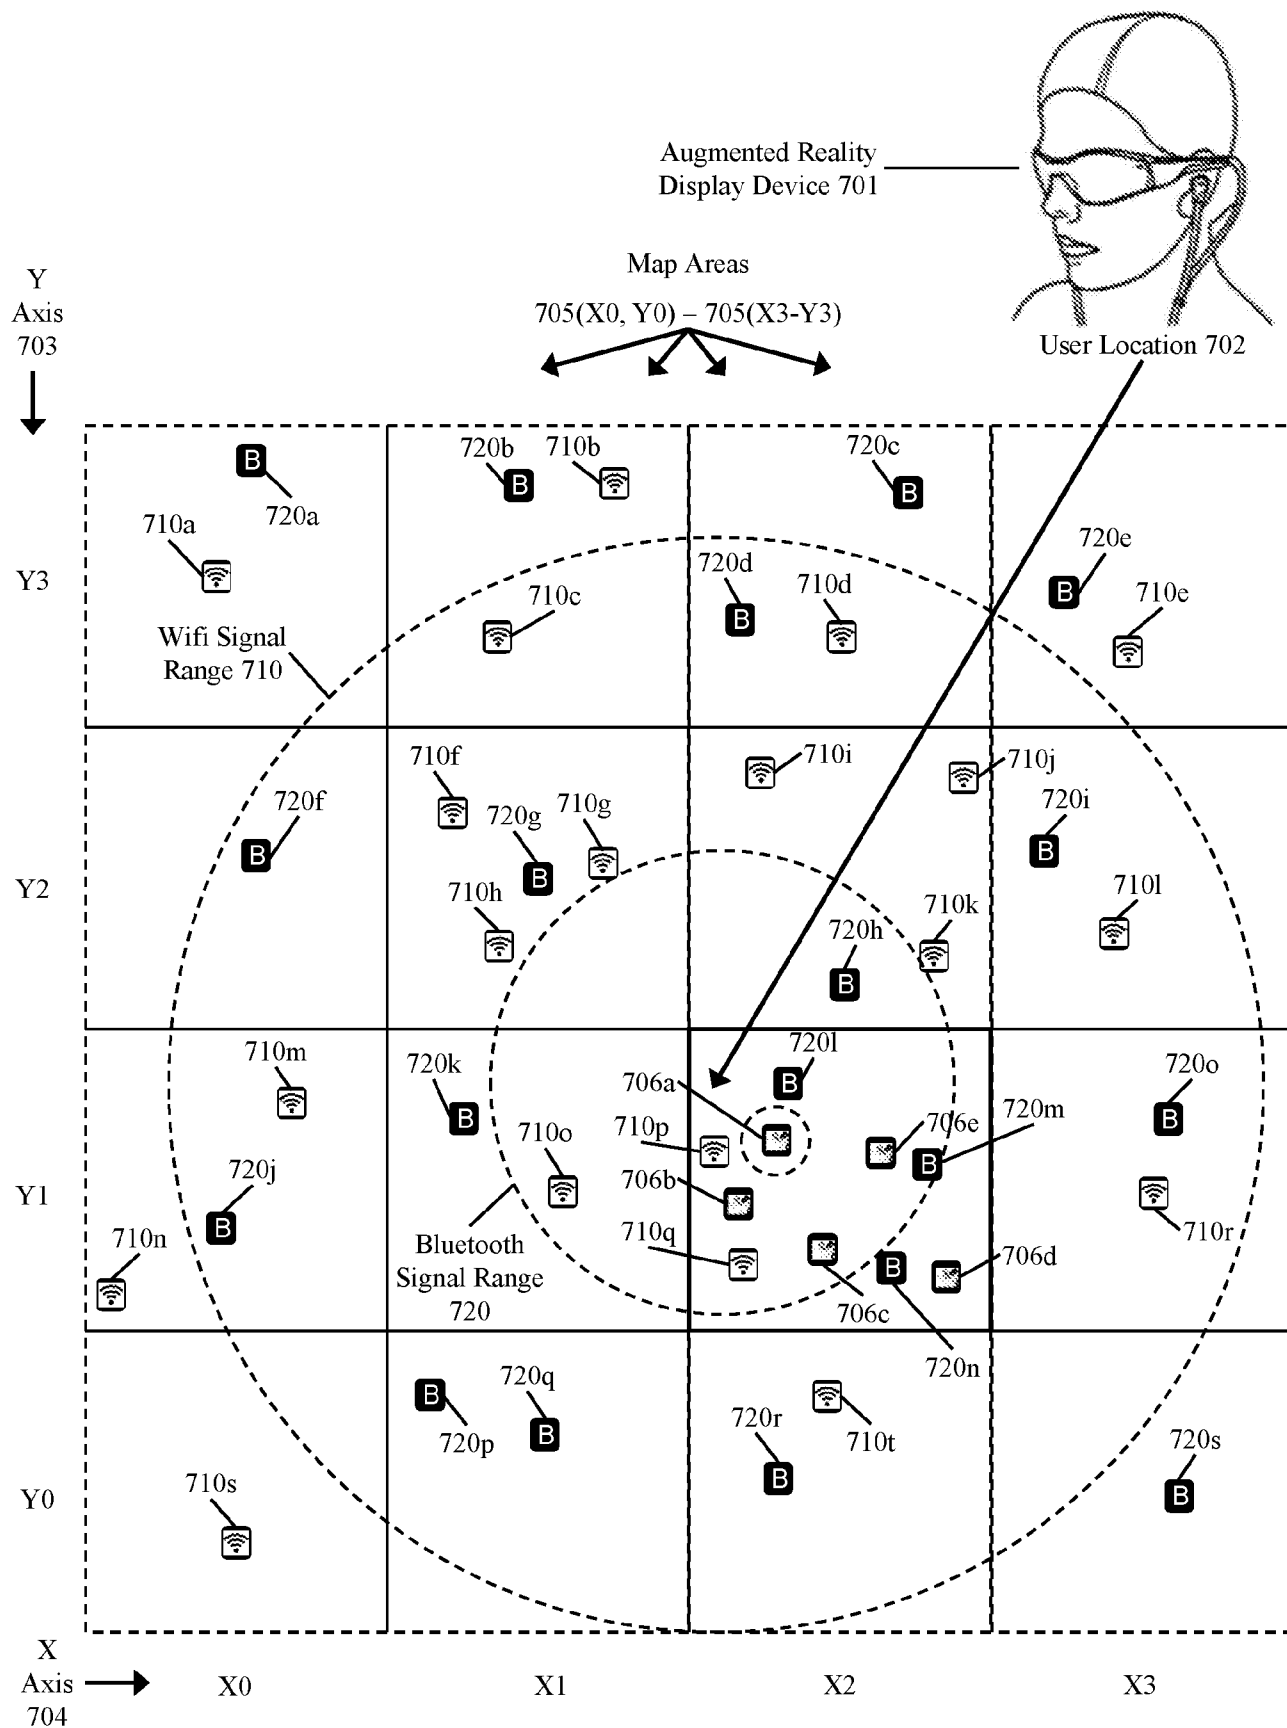 Augmented Reality
Display Device 701
Map Areas
705(X0, Y0) – 705(X3-Y3)
User Location 702
Y
Axis
703
720b
710b
720c
B
B
B
720a
B
710a
720e
720d
710d
B
710c
710e
B
Y3
Wifi Signal
Range 710
710f
710i
710j
720f
720g
710g
720i
B
B
B
710h
710k
710l
Y2
720h
B
710m
720k
706a
720l
B
720o
B
B
710o
710p
706e
720m
B
720j
706b
Y1
B
710n
Bluetooth
Signal Range
720
710q
B
706d
710r
706c
720n
720q
B
720p
B
720r
710t
720s
710s
B
B
Y0
X
Axis
704
X0
X1
X2
X3